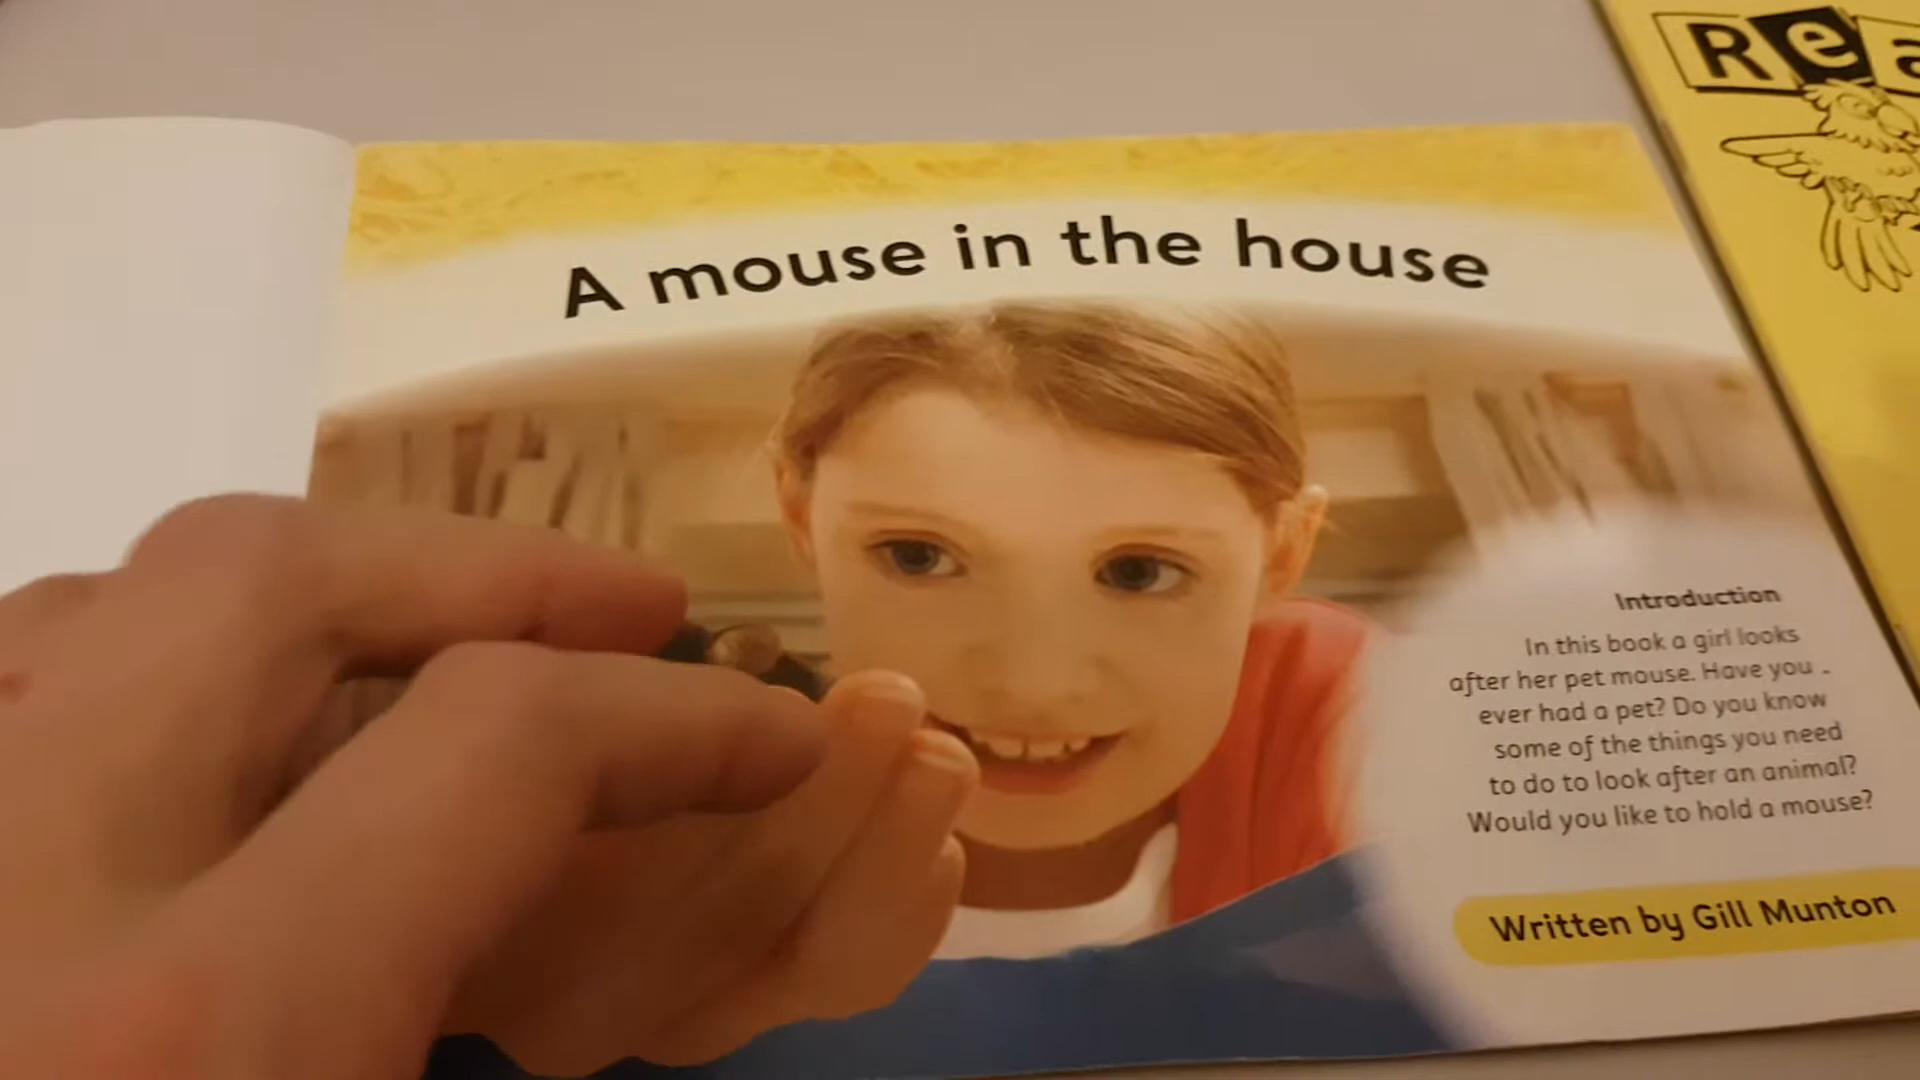 A mouse in the house
Introduction
In this book a girl looks
after her pet mouse. Have you
ever had a pet? Do you know
some of the things you need
to do to look after an animal?
Would you like to hold a mouse?
Written by Gill Munton
Rea